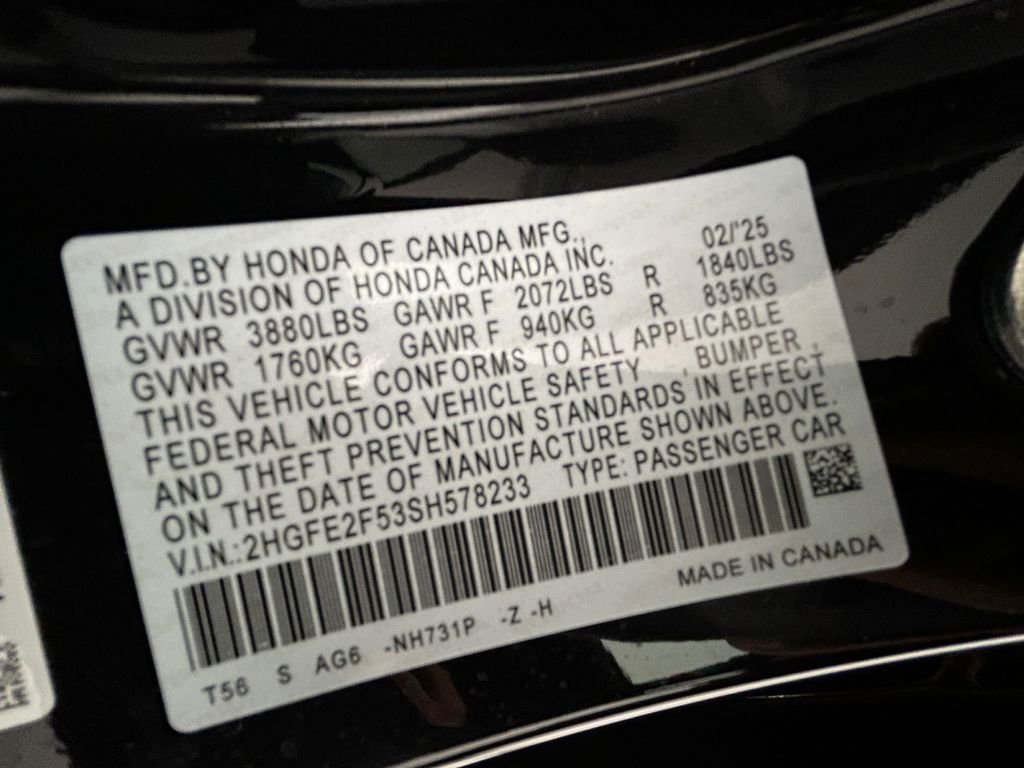 MFD.BY HONDA OF CANADA MFG., 02/'25
A DIVISION OF HONDA CANADA INC.
GVWR 3880LBS GAWR F 2072LBS R 1840LBS
GVWR 1760KG GAWR F 940KG R 835KG
THIS VEHICLE CONFORMS TO ALL APPLICABLE
FEDERAL MOTOR VEHICLE SAFETY , BUMPER ,
AND THEFT PREVENTION STANDARDS IN EFFECT
ON THE DATE OF MANUFACTURE SHOWN ABOVE.
V.I.N.:2HGFE2F53SH578233 TYPE: PASSENGER CAR
MADE IN CANADA
T56 S AG6 -NH731P -Z -H